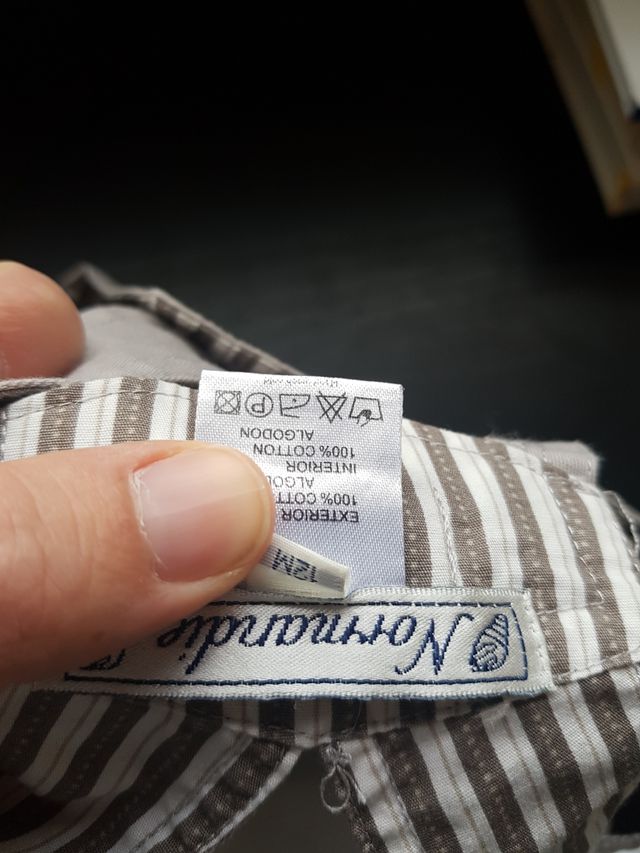 Normandie
12M
EXTERIOR
100% COTT
ALGOD
INTERIOR
100% COTTON
ALGODON